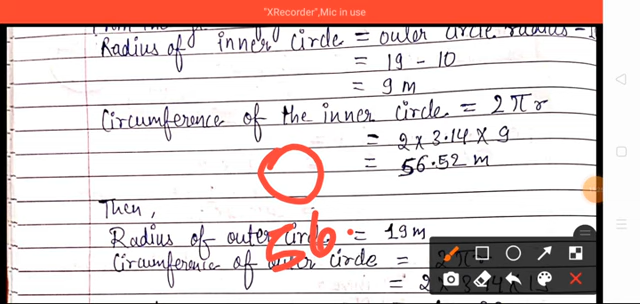 "XRecorder",Mic in use
Radius of inner circle = outer circle radius -
= 19 - 10
= 9 m
Circumference of the inner circle = 2πr
= 2 x 3.14 x 9
= 56.52 m
Then,
Radius of outer circle = 19m
56.
Circumference of outer circle =